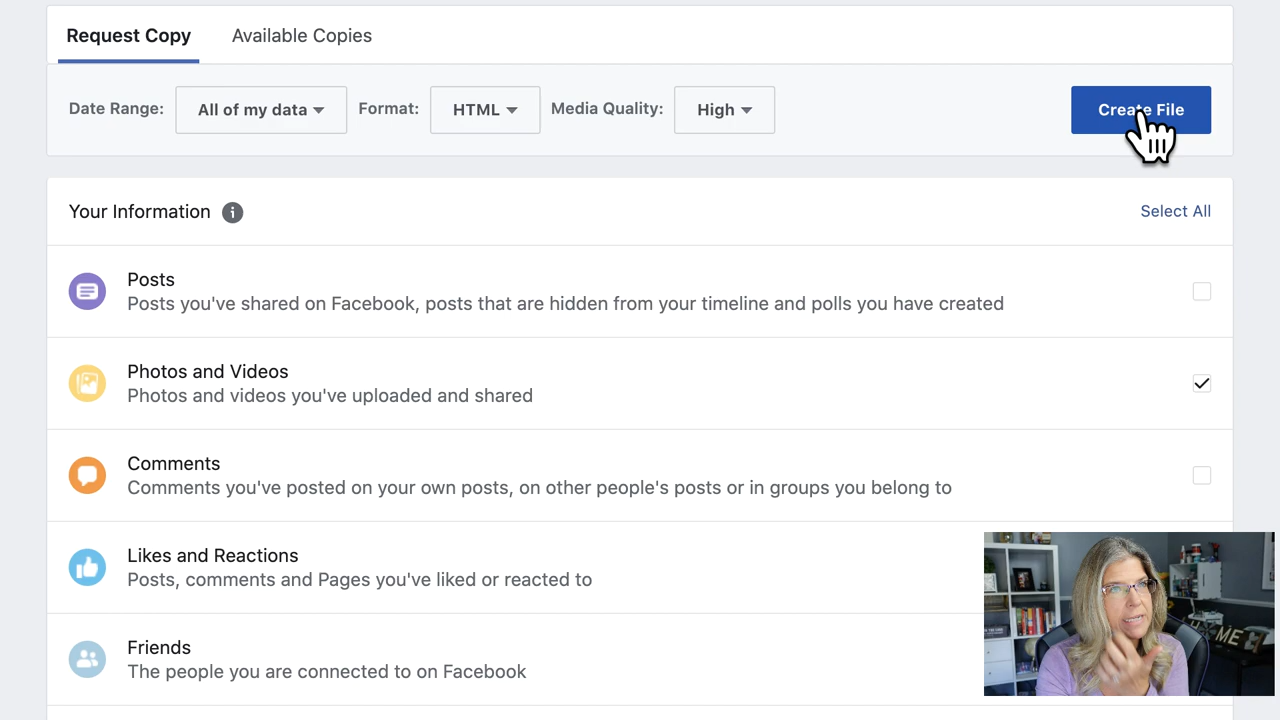 Request Copy Available Copies
Date Range: All of my data Format: HTML Media Quality: High Create File
Your Information Select All
Posts
Posts you've shared on Facebook, posts that are hidden from your timeline and polls you have created
Photos and Videos
Photos and videos you've uploaded and shared
Comments
Comments you've posted on your own posts, on other people's posts or in groups you belong to
Likes and Reactions
Posts, comments and Pages you've liked or reacted to
Friends
The people you are connected to on Facebook